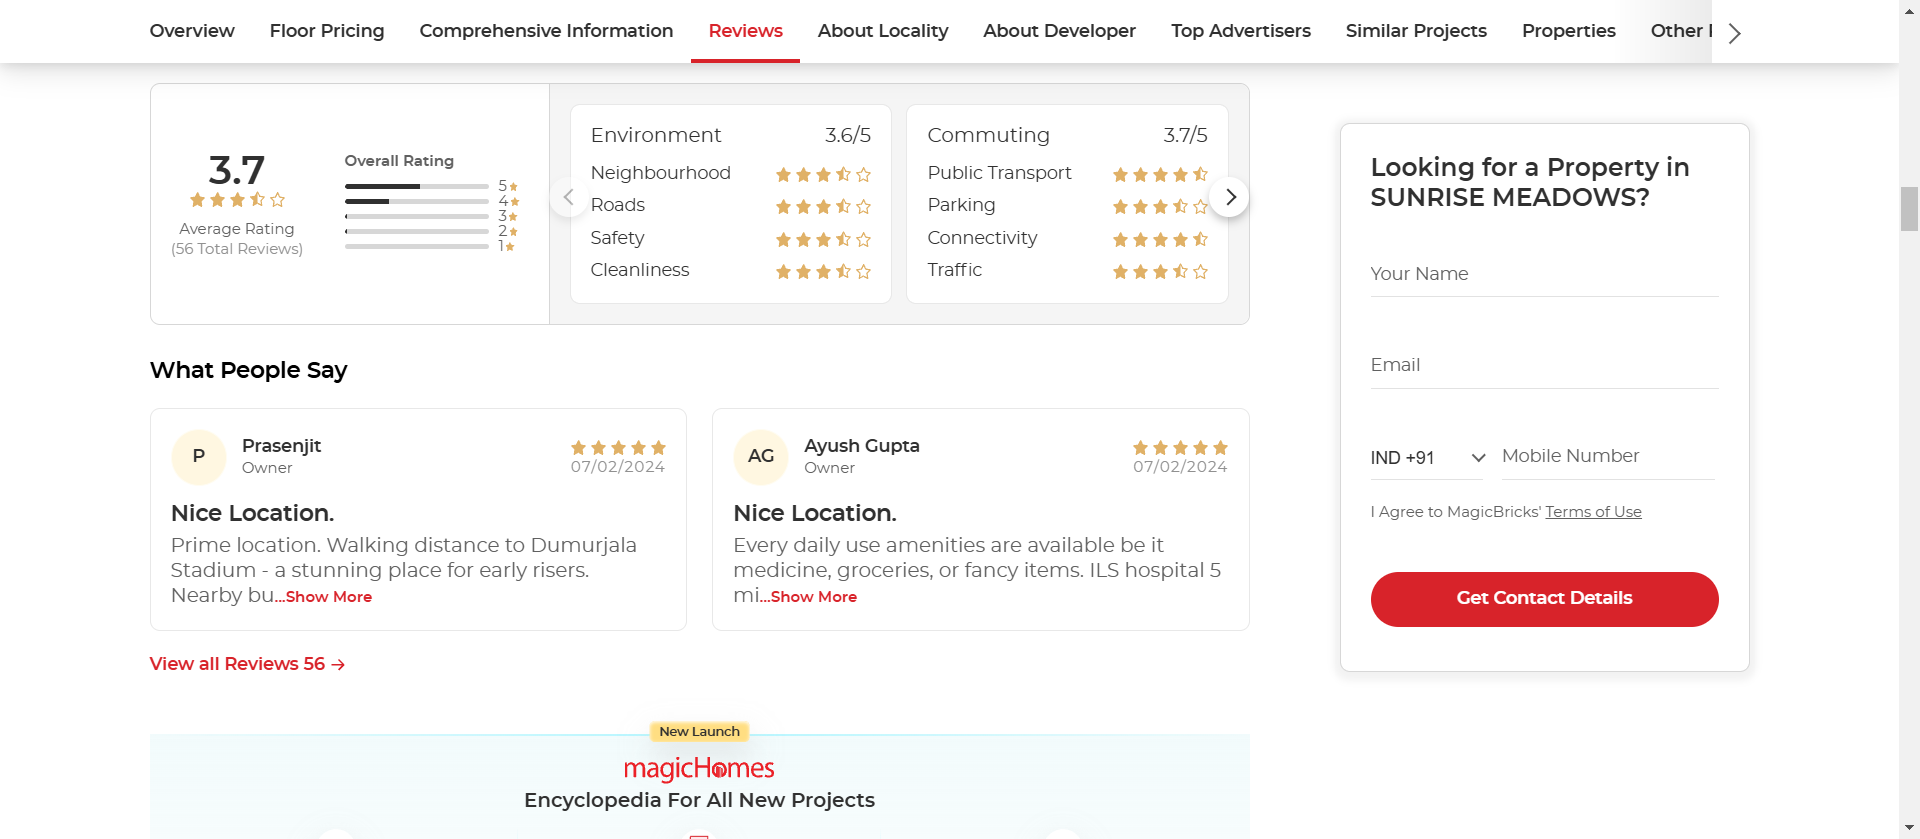 Overview Floor Pricing Comprehensive Information Reviews About Locality About Developer Top Advertisers Similar Projects Properties Other
3.7
Average Rating
(56 Total Reviews)
Overall Rating
5
4
3
2
1
Environment 3.6/5
Neighbourhood
Roads
Safety
Cleanliness
Commuting 3.7/5
Public Transport
Parking
Connectivity
Traffic
What People Say
P
Prasenjit
Owner
07/02/2024
Nice Location.
Prime location. Walking distance to Dumurjala
Stadium - a stunning place for early risers.
Nearby bu...Show More
AG
Ayush Gupta
Owner
07/02/2024
Nice Location.
Every daily use amenities are available be it
medicine, groceries, or fancy items. ILS hospital 5
mi...Show More
View all Reviews 56 →
New Launch
magicHomes
Encyclopedia For All New Projects
Looking for a Property in
SUNRISE MEADOWS?
Your Name
Email
IND +91 Mobile Number
I Agree to MagicBricks' Terms of Use
Get Contact Details